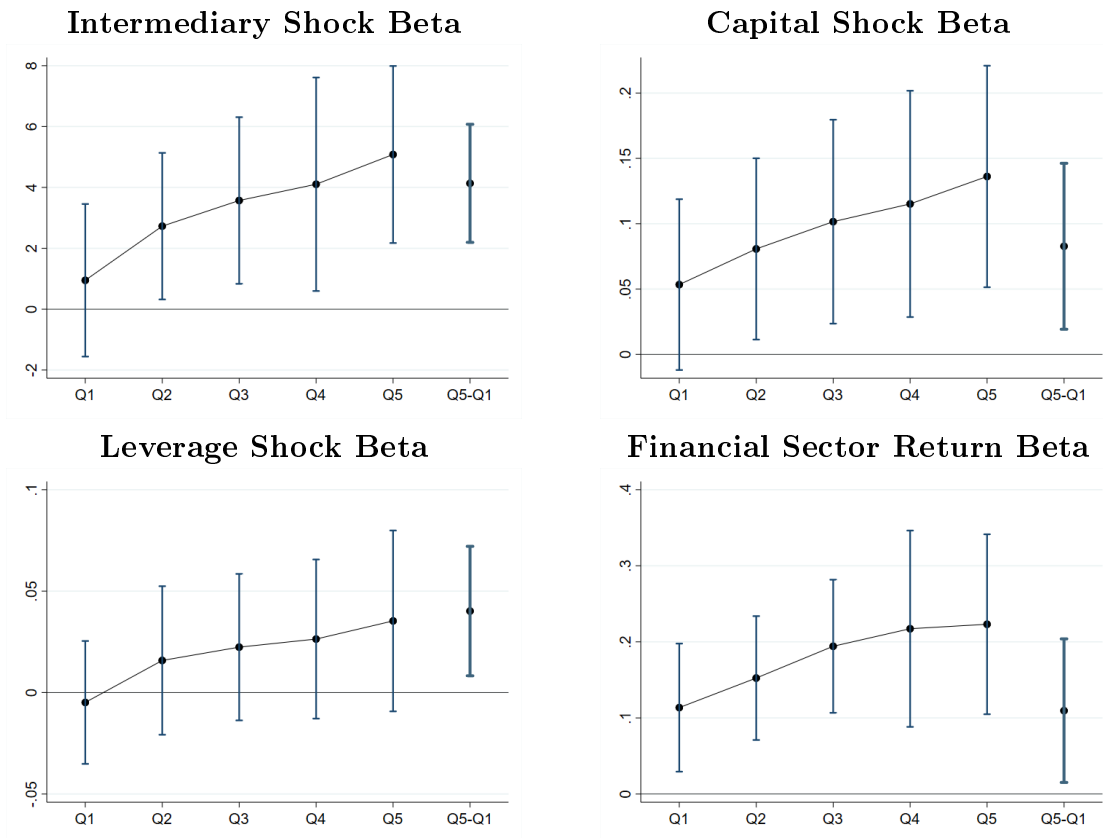 Intermediary Shock Beta
8
6
4
2
0
-2
Q1 Q2 Q3 Q4 Q5 Q5-Q1
Capital Shock Beta
.2
.15
.1
.05
0
Q1 Q2 Q3 Q4 Q5 Q5-Q1
Leverage Shock Beta
.1
.05
0
-.05
Q1 Q2 Q3 Q4 Q5 Q5-Q1
Financial Sector Return Beta
.4
.3
.2
.1
0
Q1 Q2 Q3 Q4 Q5 Q5-Q1